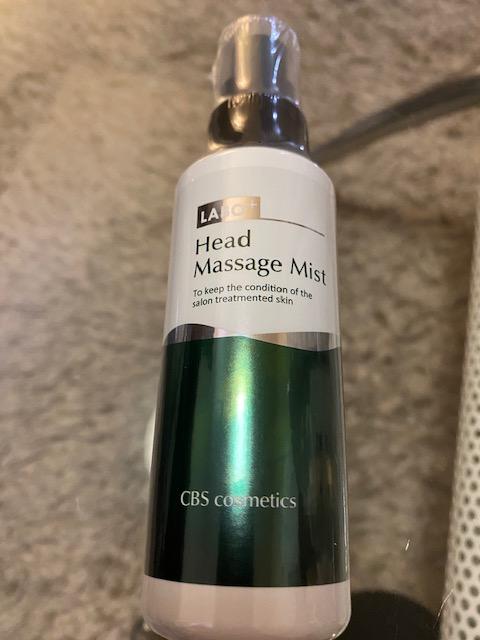 LABO+
Head
Massage Mist
To keep the condition of the
salon treatmented skin
CBS cosmetics